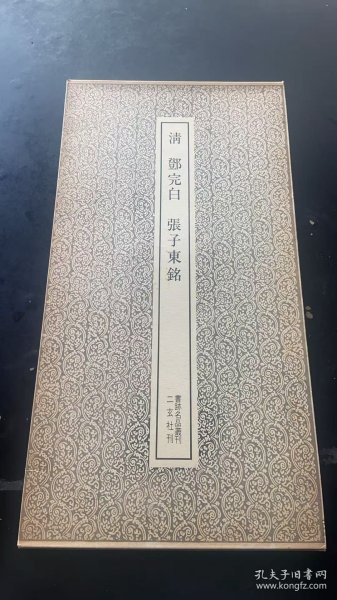 清 鄧完白 張子東銘
書跡名品叢刊
二玄社刊
孔夫子旧书网
www.kongfz.com